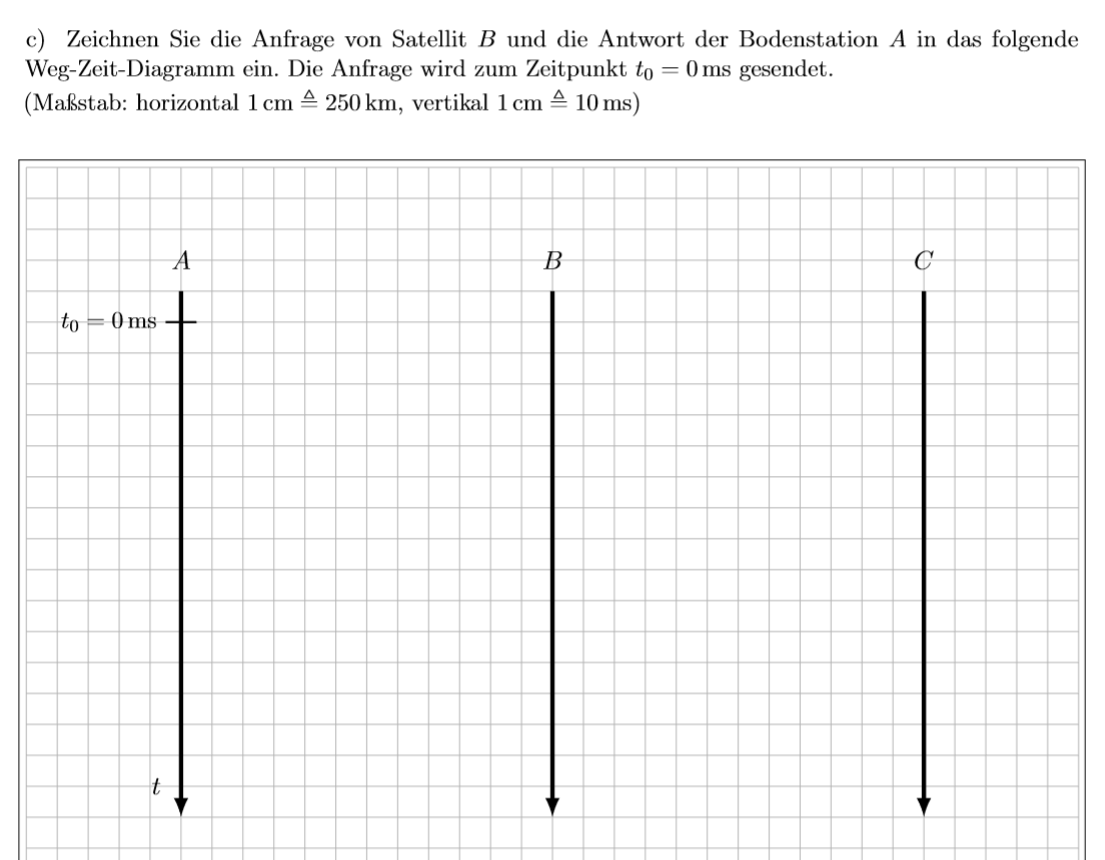 c) Zeichnen Sie die Anfrage von Satellit B und die Antwort der Bodenstation A in das folgende
Weg-Zeit-Diagramm ein. Die Anfrage wird zum Zeitpunkt t₀ = 0 ms gesendet.
(Maßstab: horizontal 1 cm ≙ 250 km, vertikal 1 cm ≙ 10 ms)
A B C
t₀ = 0 ms
t